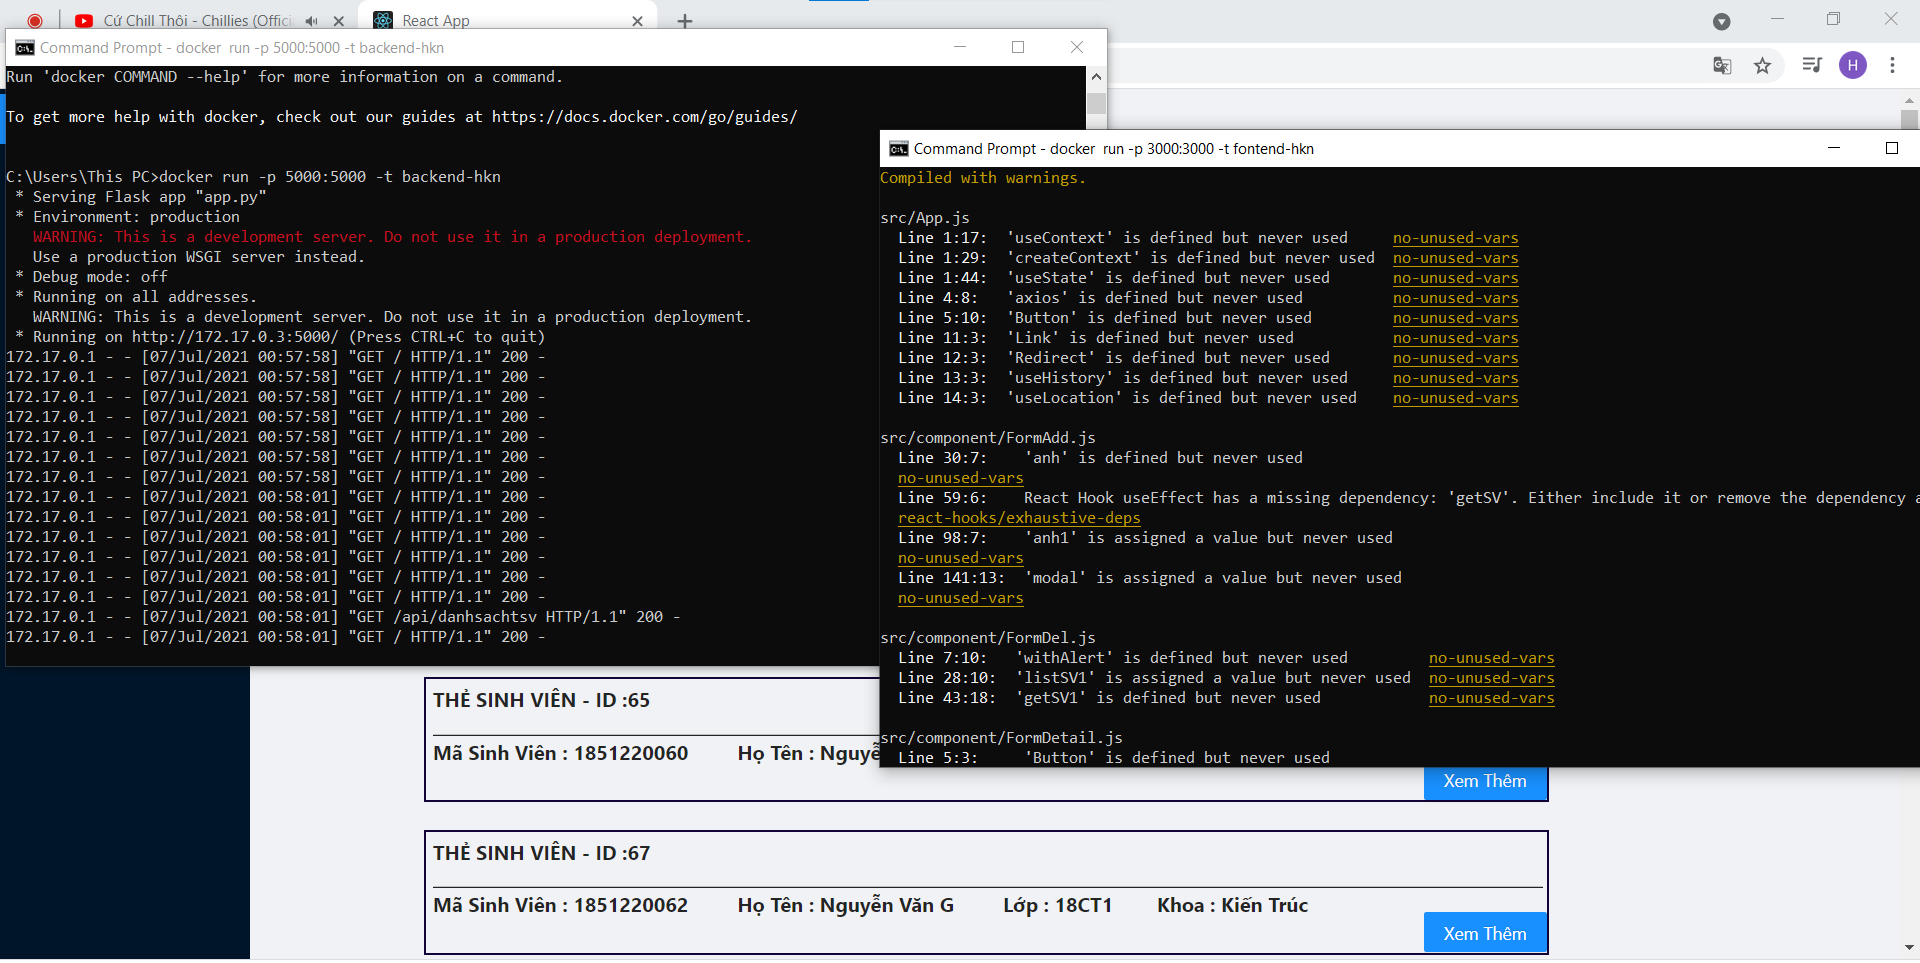 Cứ Chill Thôi - Chillies (Offici
React App
Command Prompt - docker  run -p 5000:5000 -t backend-hkn
H
Run 'docker COMMAND --help' for more information on a command.
To get more help with docker, check out our guides at https://docs.docker.com/go/guides/
C:\Users\This PC>docker run -p 5000:5000 -t backend-hkn
 * Serving Flask app "app.py"
 * Environment: production
   WARNING: This is a development server. Do not use it in a production deployment.
   Use a production WSGI server instead.
 * Debug mode: off
 * Running on all addresses.
   WARNING: This is a development server. Do not use it in a production deployment.
 * Running on http://172.17.0.3:5000/ (Press CTRL+C to quit)
172.17.0.1 - - [07/Jul/2021 00:57:58] "GET / HTTP/1.1" 200 -
172.17.0.1 - - [07/Jul/2021 00:57:58] "GET / HTTP/1.1" 200 -
172.17.0.1 - - [07/Jul/2021 00:57:58] "GET / HTTP/1.1" 200 -
172.17.0.1 - - [07/Jul/2021 00:57:58] "GET / HTTP/1.1" 200 -
172.17.0.1 - - [07/Jul/2021 00:57:58] "GET / HTTP/1.1" 200 -
172.17.0.1 - - [07/Jul/2021 00:57:58] "GET / HTTP/1.1" 200 -
172.17.0.1 - - [07/Jul/2021 00:57:58] "GET / HTTP/1.1" 200 -
172.17.0.1 - - [07/Jul/2021 00:58:01] "GET / HTTP/1.1" 200 -
172.17.0.1 - - [07/Jul/2021 00:58:01] "GET / HTTP/1.1" 200 -
172.17.0.1 - - [07/Jul/2021 00:58:01] "GET / HTTP/1.1" 200 -
172.17.0.1 - - [07/Jul/2021 00:58:01] "GET / HTTP/1.1" 200 -
172.17.0.1 - - [07/Jul/2021 00:58:01] "GET / HTTP/1.1" 200 -
172.17.0.1 - - [07/Jul/2021 00:58:01] "GET / HTTP/1.1" 200 -
172.17.0.1 - - [07/Jul/2021 00:58:01] "GET /api/danhsachtsv HTTP/1.1" 200 -
172.17.0.1 - - [07/Jul/2021 00:58:01] "GET / HTTP/1.1" 200 -
Command Prompt - docker  run -p 3000:3000 -t fontend-hkn
Compiled with warnings.
src/App.js
  Line 1:17:  'useContext' is defined but never used     no-unused-vars
  Line 1:29:  'createContext' is defined but never used  no-unused-vars
  Line 1:44:  'useState' is defined but never used       no-unused-vars
  Line 4:8:   'axios' is defined but never used          no-unused-vars
  Line 5:10:  'Button' is defined but never used         no-unused-vars
  Line 11:3:  'Link' is defined but never used           no-unused-vars
  Line 12:3:  'Redirect' is defined but never used       no-unused-vars
  Line 13:3:  'useHistory' is defined but never used     no-unused-vars
  Line 14:3:  'useLocation' is defined but never used    no-unused-vars
src/component/FormAdd.js
  Line 30:7:    'anh' is defined but never used
  no-unused-vars
  Line 59:6:    React Hook useEffect has a missing dependency: 'getSV'. Either include it or remove the dependency a
  react-hooks/exhaustive-deps
  Line 98:7:    'anh1' is assigned a value but never used
  no-unused-vars
  Line 141:13:  'modal' is assigned a value but never used
  no-unused-vars
src/component/FormDel.js
  Line 7:10:   'withAlert' is defined but never used         no-unused-vars
  Line 28:10:  'listSV1' is assigned a value but never used  no-unused-vars
  Line 43:18:  'getSV1' is defined but never used            no-unused-vars
src/component/FormDetail.js
  Line 5:3:     'Button' is defined but never used
THẺ SINH VIÊN - ID :65
Mã Sinh Viên : 1851220060 Họ Tên : Nguyễ
Xem Thêm
THẺ SINH VIÊN - ID :67
Mã Sinh Viên : 1851220062 Họ Tên : Nguyễn Văn G Lớp : 18CT1 Khoa : Kiến Trúc
Xem Thêm